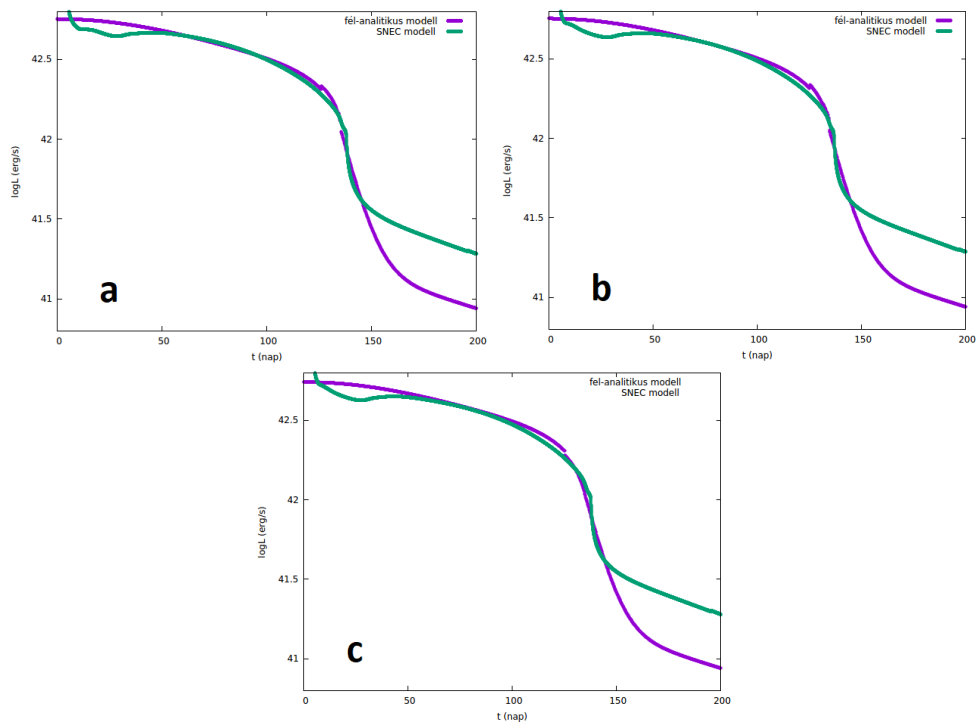 fél-analitikus modell
SNEC modell
42.5
42
41.5
41
logL (erg/s)
a
0
50
100
150
200
t (nap)
fél-analitikus modell
SNEC modell
42.5
42
41.5
41
logL (erg/s)
b
0
50
100
150
200
t (nap)
fel-analitikus modell
SNEC modell
42.5
42
41.5
41
logL (erg/s)
c
0
50
100
150
200
t (nap)